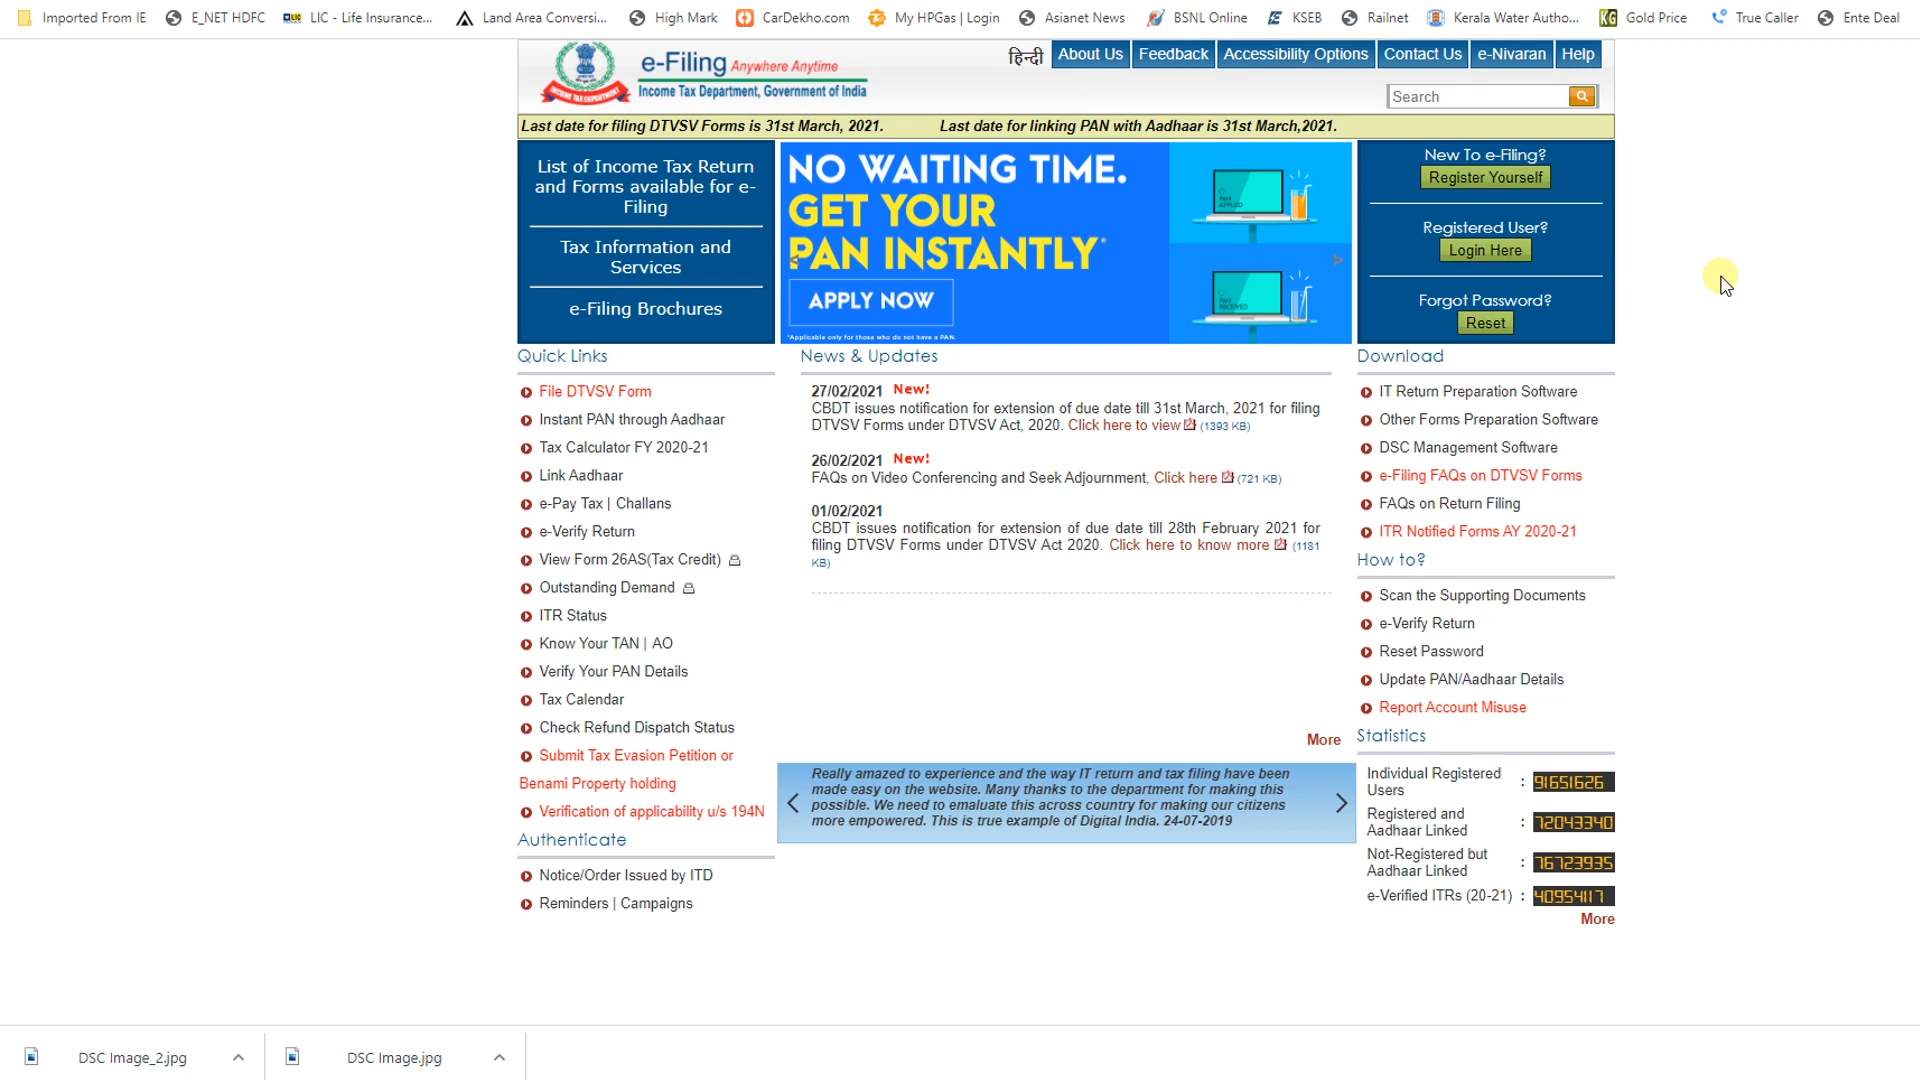 Imported From IE
E_NET HDFC
LIC - Life Insurance...
Land Area Conversi...
High Mark
CarDekho.com
My HPGas | Login
Asianet News
BSNL Online
KSEB
Railnet
Kerala Water Autho...
Gold Price
True Caller
Ente Deal
e-Filing Anywhere Anytime
Income Tax Department, Government of India
INCOME TAX DEPARTMENT
हिन्दी
About Us
Feedback
Accessibility Options
Contact Us
e-Nivaran
Help
Search
Last date for filing DTVSV Forms is 31st March, 2021.
Last date for linking PAN with Aadhaar is 31st March,2021.
List of Income Tax Return
and Forms available for e-
Filing
Tax Information and
Services
e-Filing Brochures
NO WAITING TIME.
GET YOUR
PAN INSTANTLY*
APPLY NOW
*Applicable only for those who do not have a PAN.
PAN
APPLIED
PAN
RECEIVED
New To e-Filing?
Register Yourself
Registered User?
Login Here
Forgot Password?
Reset
Quick Links
File DTVSV Form
Instant PAN through Aadhaar
Tax Calculator FY 2020-21
Link Aadhaar
e-Pay Tax | Challans
e-Verify Return
View Form 26AS(Tax Credit)
Outstanding Demand
ITR Status
Know Your TAN | AO
Verify Your PAN Details
Tax Calendar
Check Refund Dispatch Status
Submit Tax Evasion Petition or
Benami Property holding
Verification of applicability u/s 194N
Authenticate
Notice/Order Issued by ITD
Reminders | Campaigns
News & Updates
27/02/2021 New!
CBDT issues notification for extension of due date till 31st March, 2021 for filing
DTVSV Forms under DTVSV Act, 2020. Click here to view (1393 KB)
26/02/2021 New!
FAQs on Video Conferencing and Seek Adjournment, Click here (721 KB)
01/02/2021
CBDT issues notification for extension of due date till 28th February 2021 for
filing DTVSV Forms under DTVSV Act 2020. Click here to know more (1181
KB)
More
Really amazed to experience and the way IT return and tax filing have been
made easy on the website. Many thanks to the department for making this
possible. We need to emaluate this across country for making our citizens
more empowered. This is true example of Digital India. 24-07-2019
Download
IT Return Preparation Software
Other Forms Preparation Software
DSC Management Software
e-Filing FAQs on DTVSV Forms
FAQs on Return Filing
ITR Notified Forms AY 2020-21
How to?
Scan the Supporting Documents
e-Verify Return
Reset Password
Update PAN/Aadhaar Details
Report Account Misuse
Statistics
Individual Registered
Users : 91651626
Registered and
Aadhaar Linked : 72043340
Not-Registered but
Aadhaar Linked : 76723935
e-Verified ITRs (20-21) : 40954117
More
DSC Image_2.jpg
DSC Image.jpg